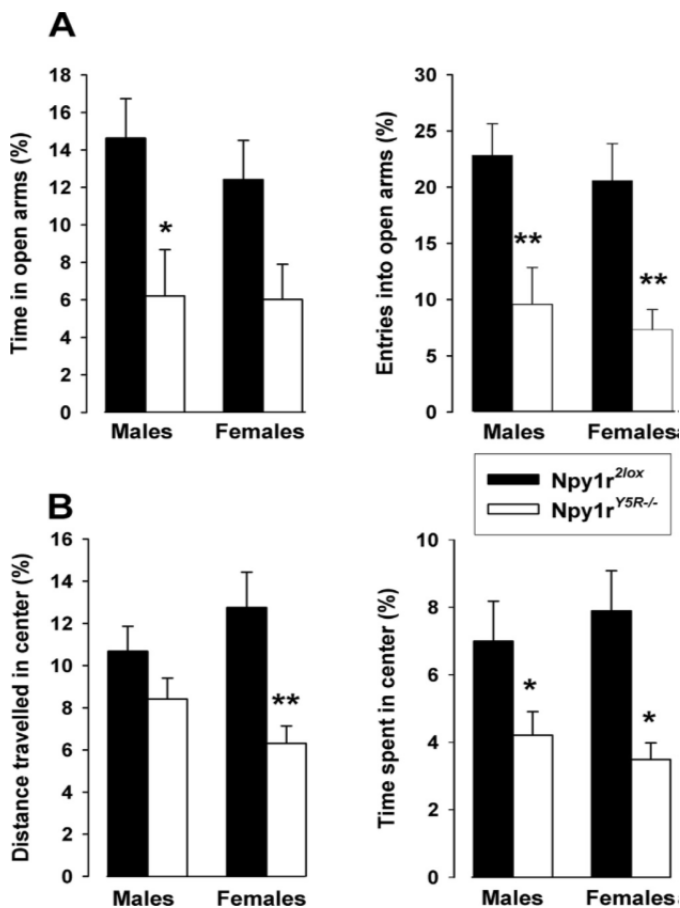 A
Time in open arms (%)
18
16
14
12
10
8
6
4
2
0
*
Males
Females
Entries into open arms (%)
30
25
20
15
10
5
0
**
**
Males
Females
Npy1r2lox
Npy1rY5R-/-
B
Distance travelled in center (%)
16
14
12
10
8
6
4
2
0
**
Males
Females
Time spent in center (%)
10
8
6
4
2
0
*
*
Males
Females